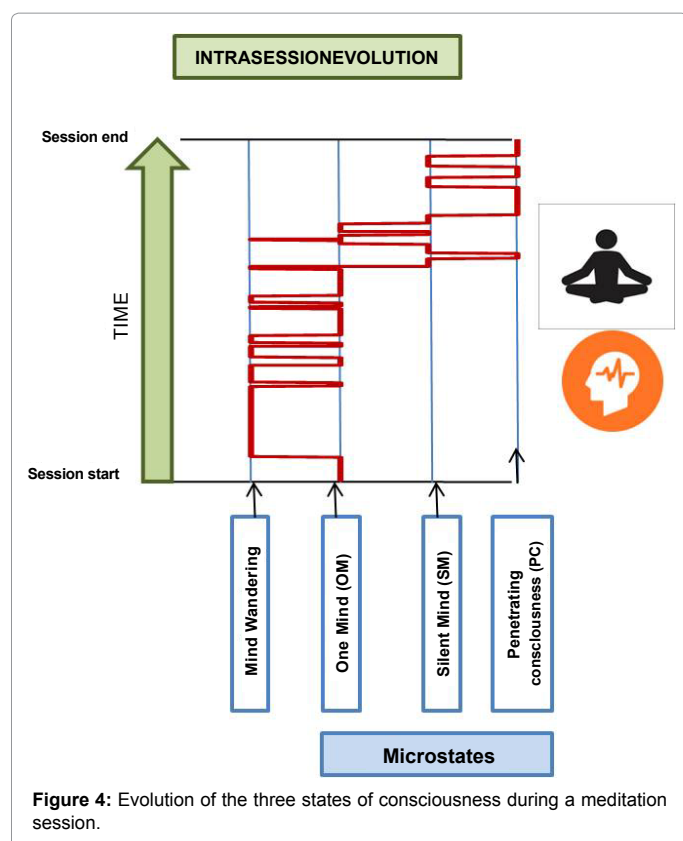 INTRASESSIONEVOLUTION
Session end
TIME
Session start
Mind Wandering
One Mind (OM)
Silent Mind (SM)
Penetrating
conscIousness (PC)
Microstates
Figure 4: Evolution of the three states of consciousness during a meditation
session.